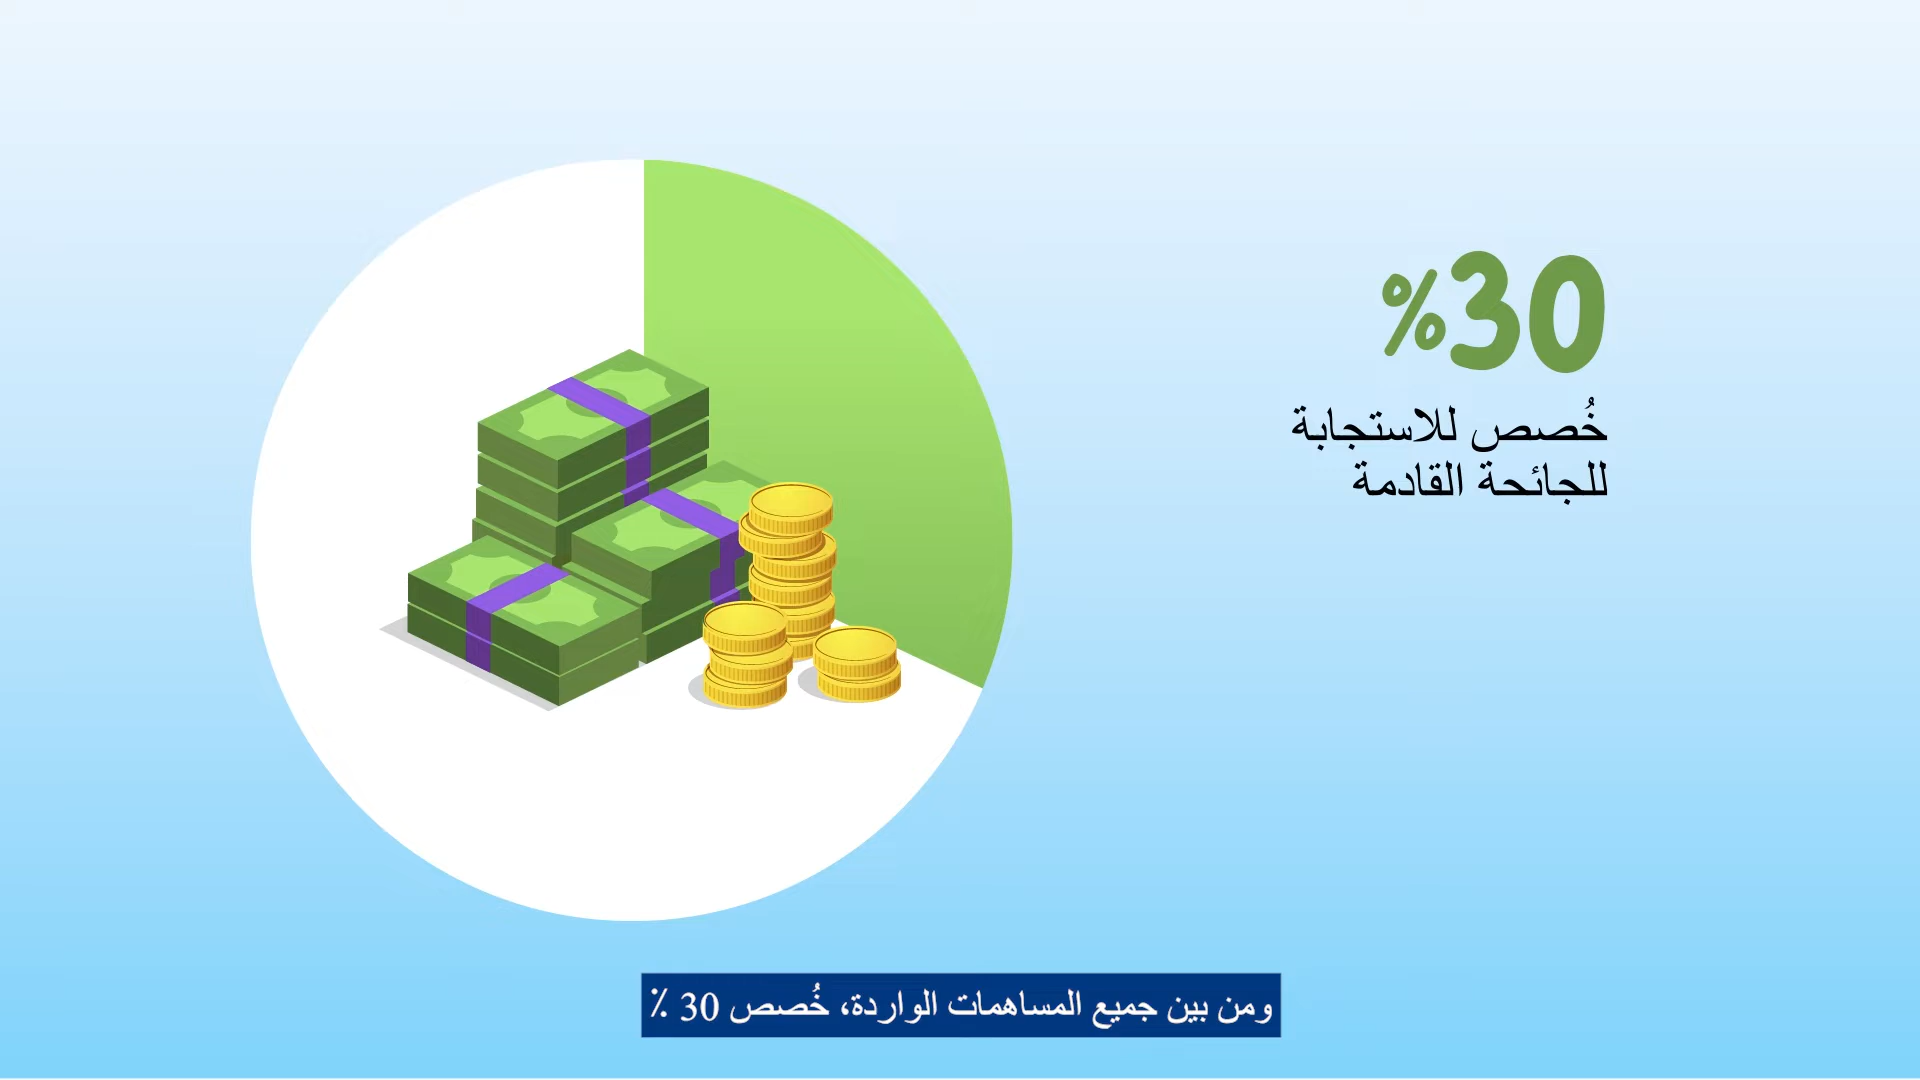 %30
خُصص للاستجابة
للجائحة القادمة
ومن بين جميع المساهمات الواردة، خُصص 30 ٪